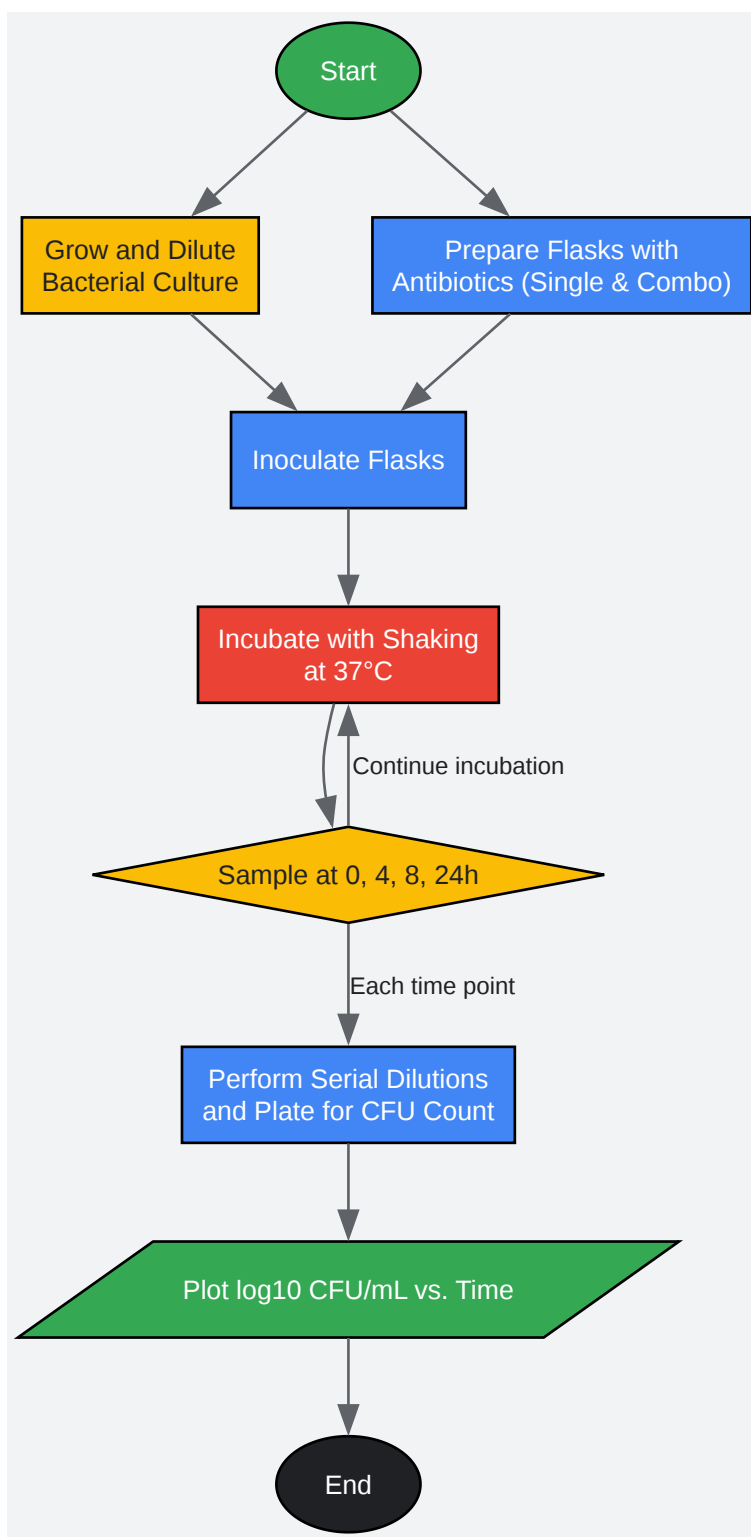 Start
Grow and Dilute
Bacterial Culture
Prepare Flasks with
Antibiotics (Single & Combo)
Inoculate Flasks
Incubate with Shaking
at 37°C
Continue incubation
Sample at 0, 4, 8, 24h
Each time point
Perform Serial Dilutions
and Plate for CFU Count
Plot log10 CFU/mL vs. Time
End